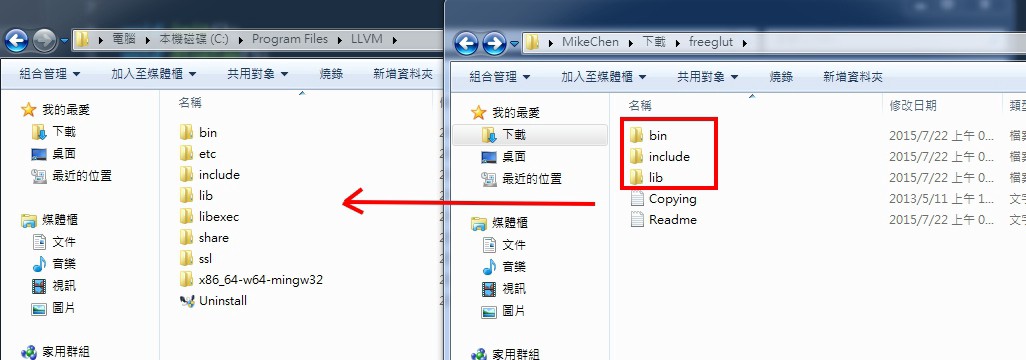 電腦 本機磁碟 (C:) Program Files LLVM
組合管理 加入至媒體櫃 共用對象 燒錄 新增資料夾
我的最愛
下載
桌面
最近的位置
媒體櫃
文件
音樂
視訊
圖片
家用群組
名稱
bin
etc
include
lib
libexec
share
ssl
x86_64-w64-mingw32
Uninstall
MikeChen 下載 freeglut
組合管理 加入至媒體櫃 共用對象 燒錄 新增資料夾
我的最愛
下載
桌面
最近的位置
媒體櫃
文件
音樂
視訊
圖片
家用群組
名稱 修改日期
bin 2015/7/22 上午 0...
include 2015/7/22 上午 0...
lib 2015/7/22 上午 0...
Copying 2013/5/11 上午 1... 文字
Readme 2015/7/22 上午 0... 文字